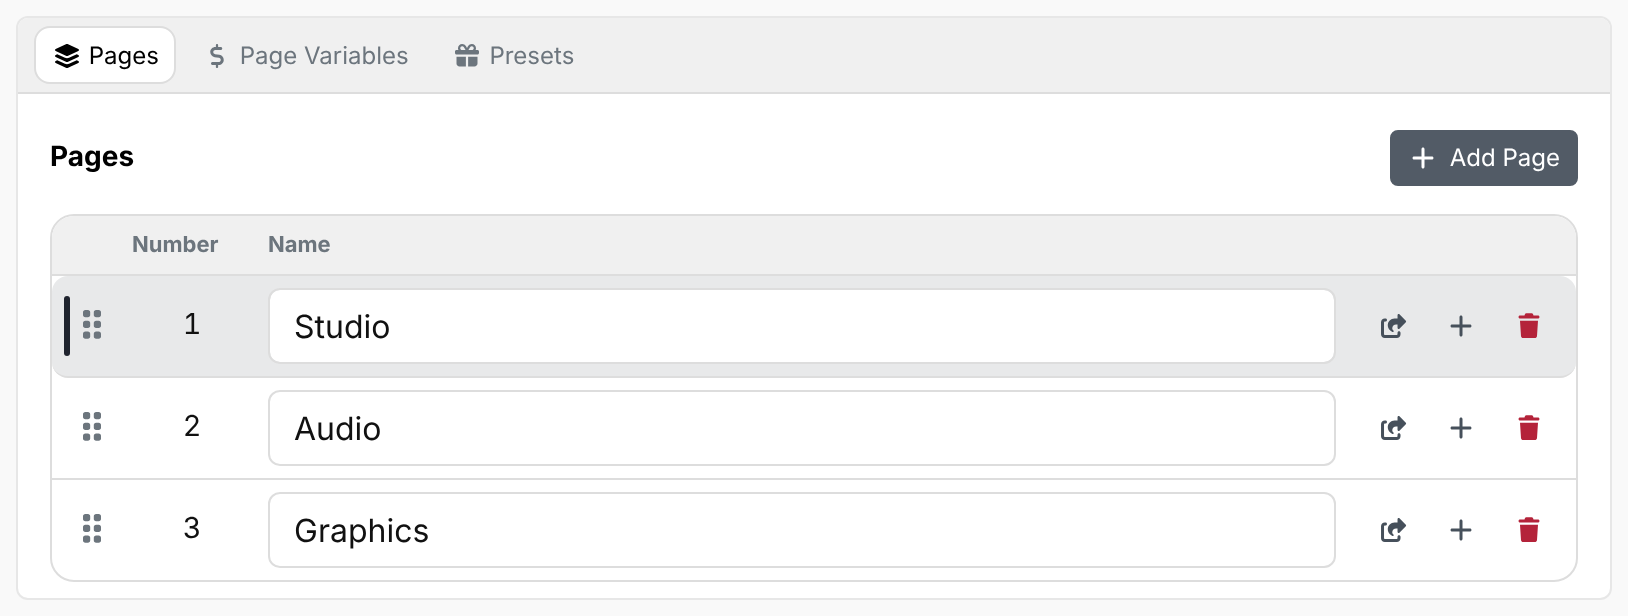 Pages Page Variables Presets
Pages
Add Page
Number Name
1 Studio
2 Audio
3 Graphics